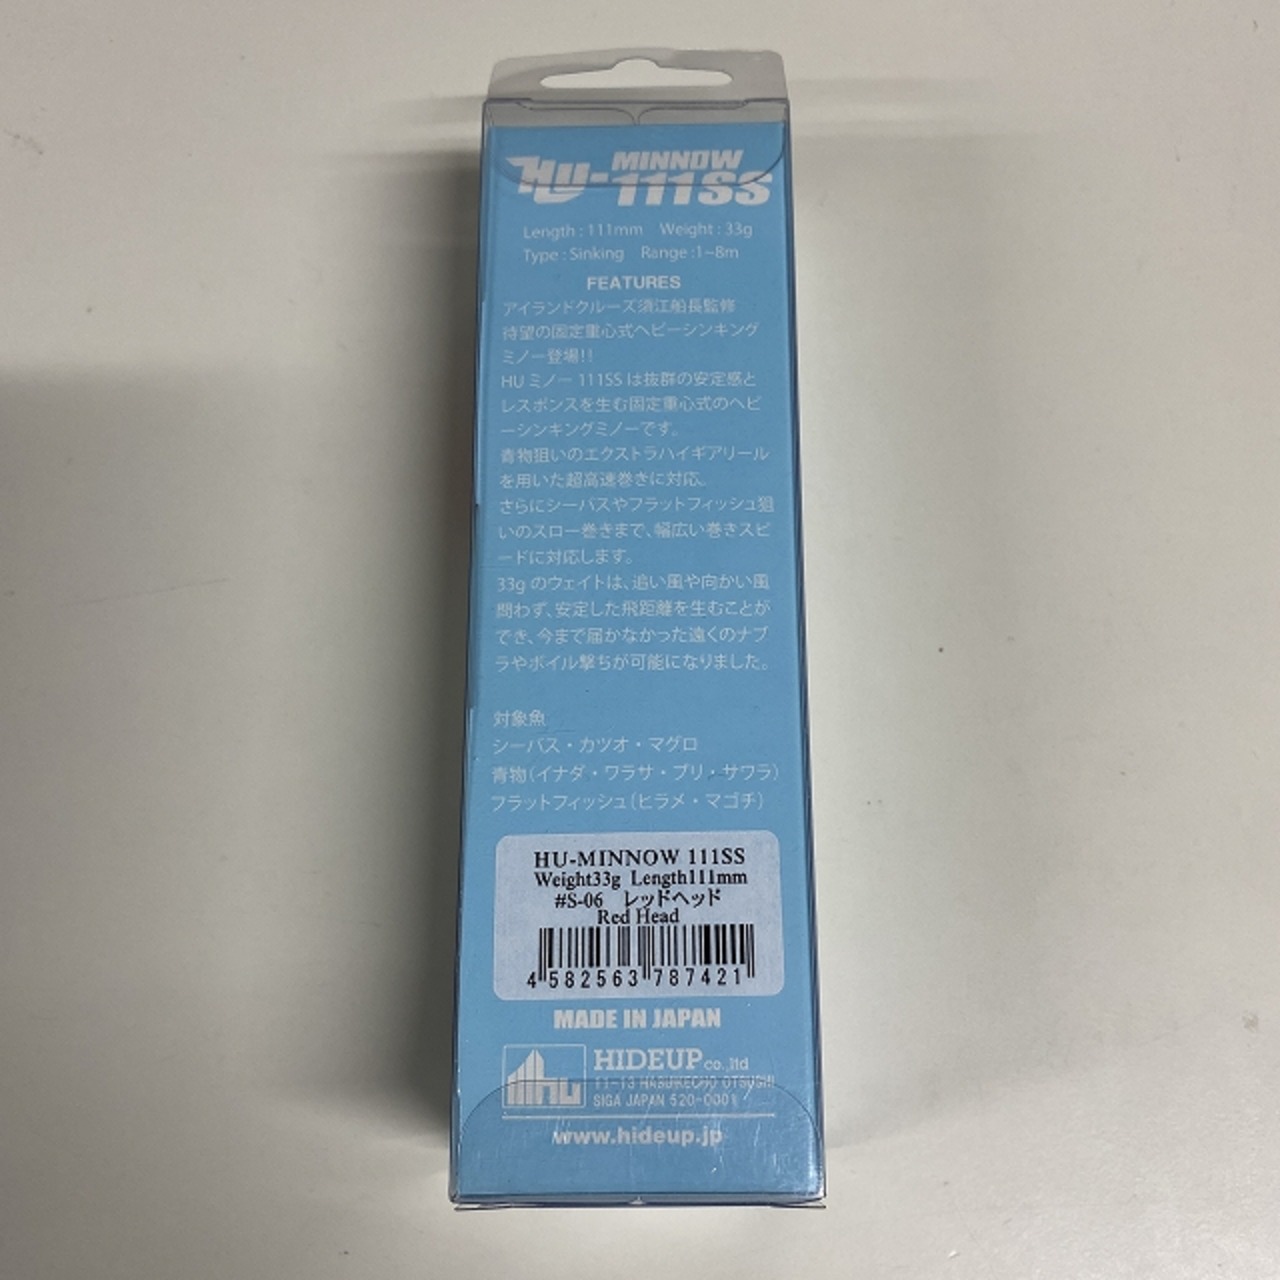 HU-MINNOW
111SS
Length : 111mm Weight : 33g
Type : Sinking Range :1~8m
FEATURES
アイランドクルーズ須江船長監修
待望の固定重心式ヘビーシンキング
ミノー登場!!
HU ミノー 111SS は抜群の安定感と
レスポンスを生む固定重心式のヘビ
ーシンキングミノーです。
青物狙いのエクストラハイギアリール
を用いた超高速巻きに対応。
さらにシーバスやフラットフィッシュ狙
いのスロー巻きまで、幅広い巻きスピ
ードに対応します。
33g のウェイトは、追い風や向かい風
問わず、安定した飛距離を生むことが
でき、今まで届かなかった遠くのナブ
ラやボイル撃ちが可能になりました。
対象魚
シーバス・カツオ・マグロ
青物(イナダ・ワラサ・ブリ・サワラ)
フラットフィッシュ(ヒラメ・マゴチ)
HU-MINNOW 111SS
Weight33g Length111mm
#S-06 レッドヘッド
Red Head
4 582563 787421
MADE IN JAPAN
HU
HIDEUP co.,ltd
11-13 HASUIKECHO OTSUSHI
SIGA JAPAN 520-0001
www.hideup.jp